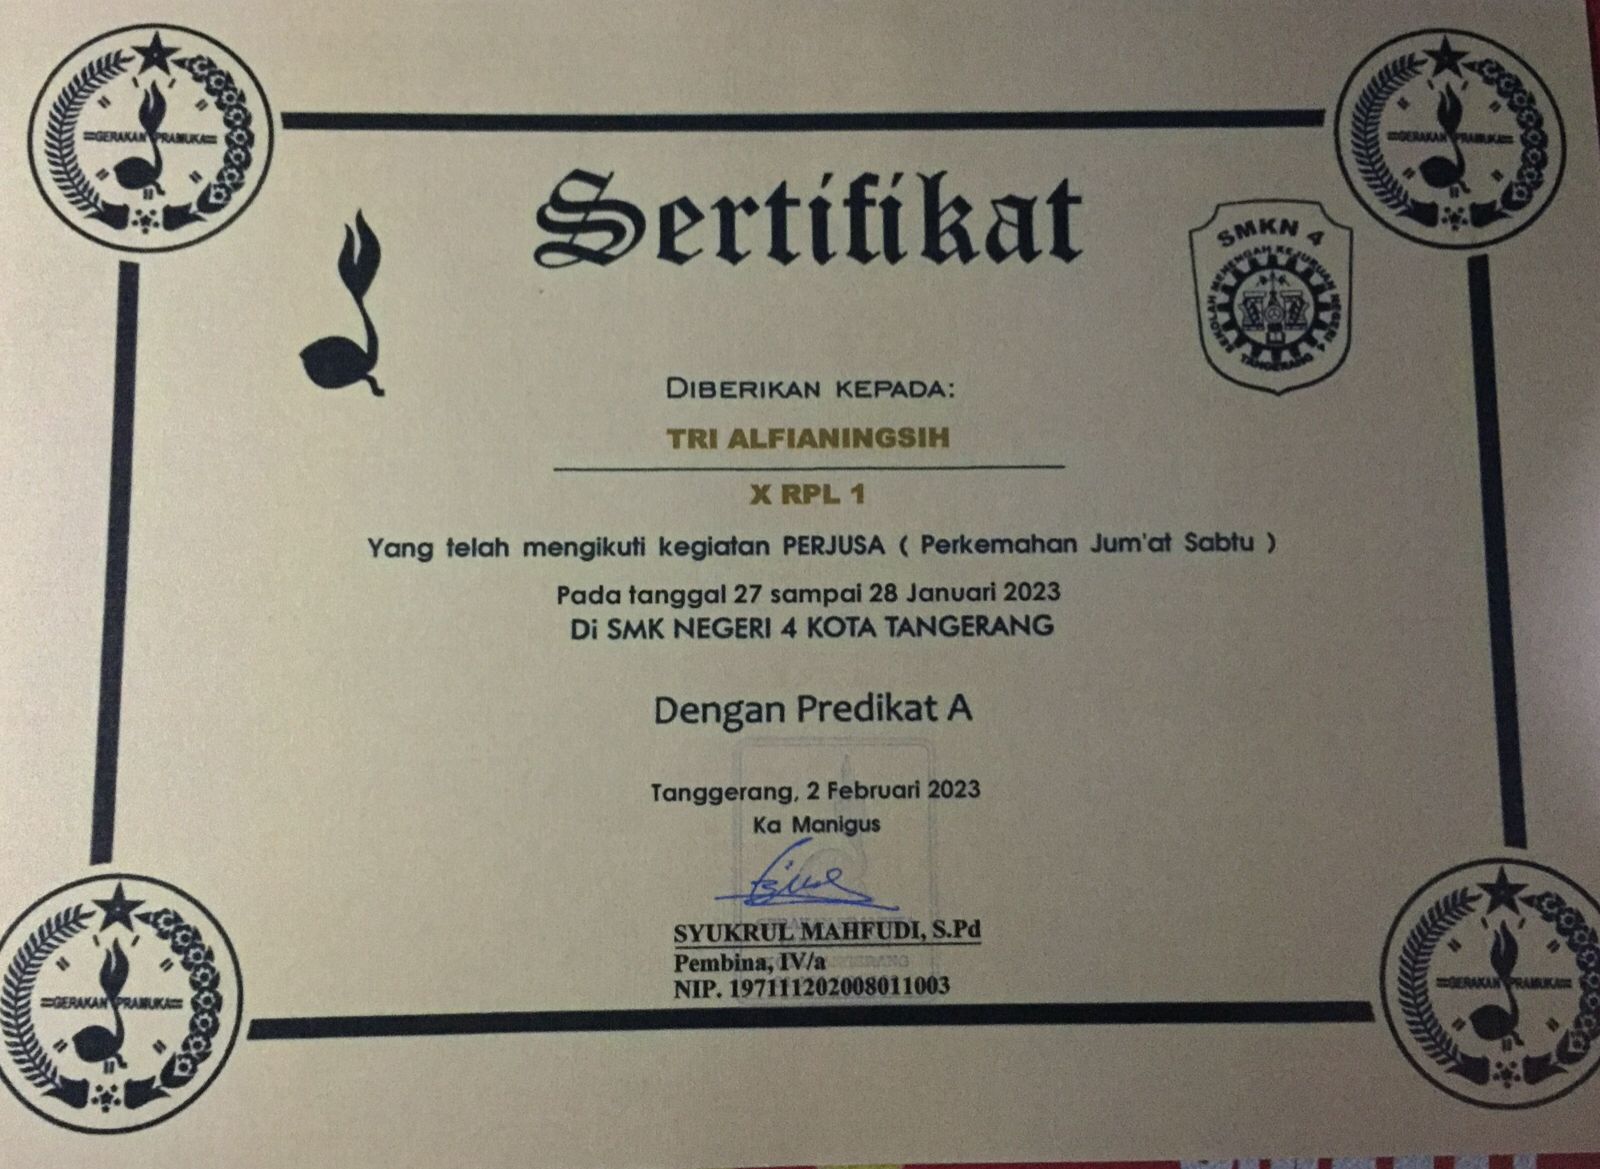 GERAKAN PRAMUKA
GERAKAN PRAMUKA
Sertifikat
SMKN 4
SEKOLAH MENENGAH KEJURUAN NEGERI 4
TANGERANG
DIBERIKAN KEPADA:
TRI ALFIANINGSIH
X RPL 1
Yang telah mengikuti kegiatan PERJUSA ( Perkemahan Jum'at Sabtu )
Pada tanggal 27 sampai 28 Januari 2023
Di SMK NEGERI 4 KOTA TANGERANG
Dengan Predikat A
Tanggerang, 2 Februari 2023
Ka Manigus
SYUKRUL MAHFUDI, S.Pd
Pembina, IV/a
NIP. 197111202008011003
GERAKAN PRAMUKA
GERAKAN PRAMUKA